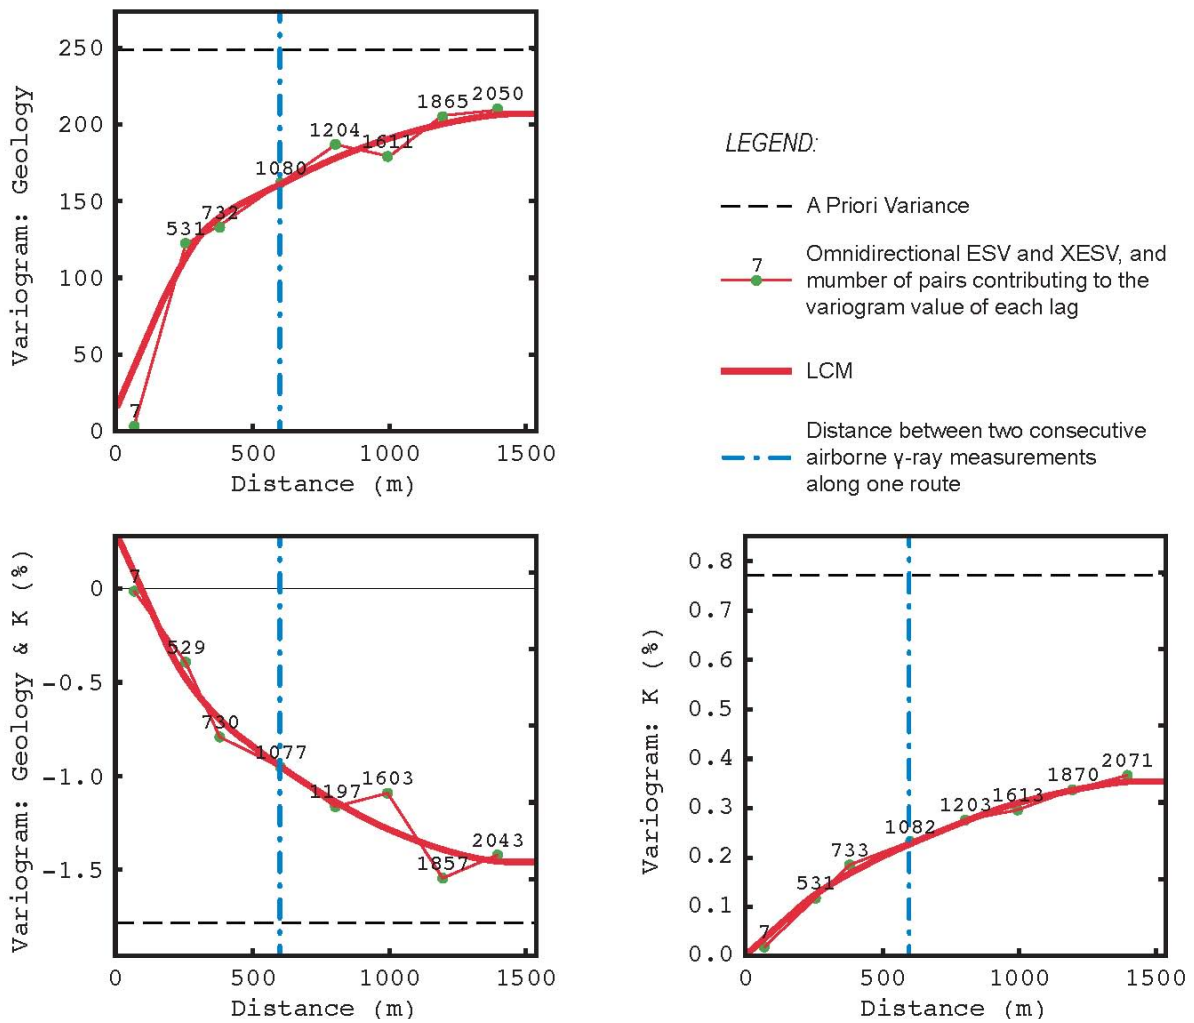 250
200
150
100
50
0
Variogram: Geology
7
531
732
1080
1204
1611
1865
2050
0 500 1000 1500
Distance (m)
LEGEND:
A Priori Variance
7
Omnidirectional ESV and XESV, and
mumber of pairs contributing to the
variogram value of each lag
LCM
Distance between two consecutive
airborne γ-ray measurements
along one route
0
-0.5
-1.0
-1.5
Variogram: Geology & K (%)
7
529
730
1077
1197
1603
1857
2043
0 500 1000 1500
Distance (m)
0.8
0.7
0.6
0.5
0.4
0.3
0.2
0.1
0.0
Variogram: K (%)
7
531
733
1082
1203
1613
1870
2071
0 500 1000 1500
Distance (m)